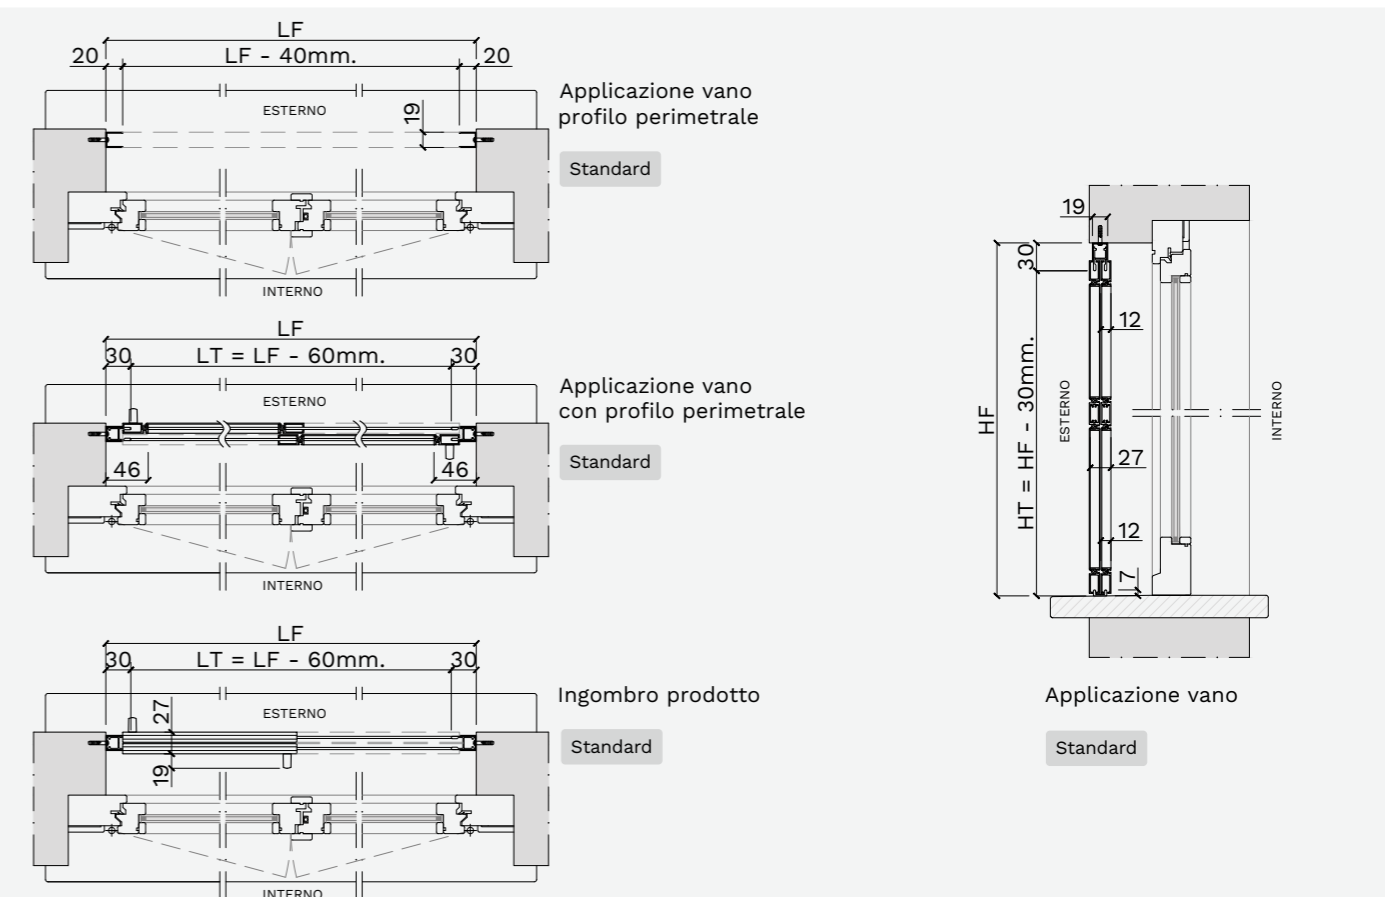 LF
20 LF - 40mm. 20
ESTERNO
19
INTERNO
Applicazione vano
profilo perimetrale
Standard
LF
30 LT = LF - 60mm. 30
ESTERNO
46 46
INTERNO
Applicazione vano
con profilo perimetrale
Standard
LF
30 LT = LF - 60mm. 30
ESTERNO
27
19
INTERNO
Ingombro prodotto
Standard
19
30
12
HF
HT = HF - 30mm.
ESTERNO
INTERNO
27
12
7
Applicazione vano
Standard